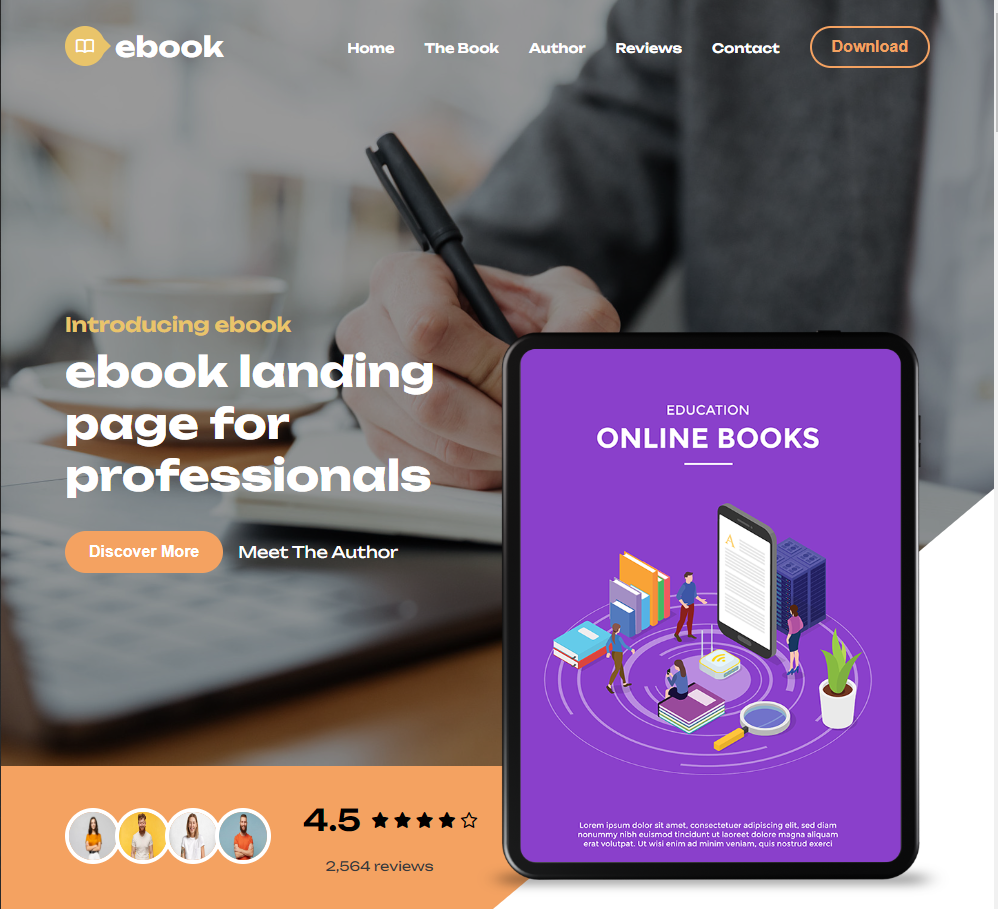 ebook
Home The Book Author Reviews Contact Download
Introducing ebook
ebook landing
page for
professionals
Discover More Meet The Author
EDUCATION
ONLINE BOOKS
A
4.5
2,564 reviews
Lorem ipsum dolor sit amet, consectetuer adipiscing elit, sed diam
nonummy nibh euismod tincidunt ut laoreet dolore magna aliquam
erat volutpat. Ut wisi enim ad minim veniam, quis nostrud exerci